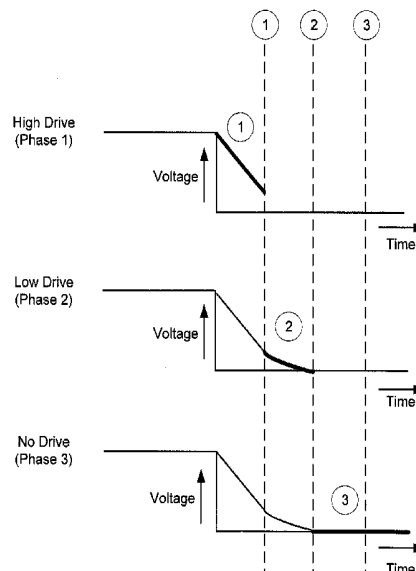 1 2 3
High Drive
(Phase 1)
1
Voltage
Time
Low Drive
(Phase 2)
2
Voltage
Time
No Drive
(Phase 3)
3
Voltage
Time